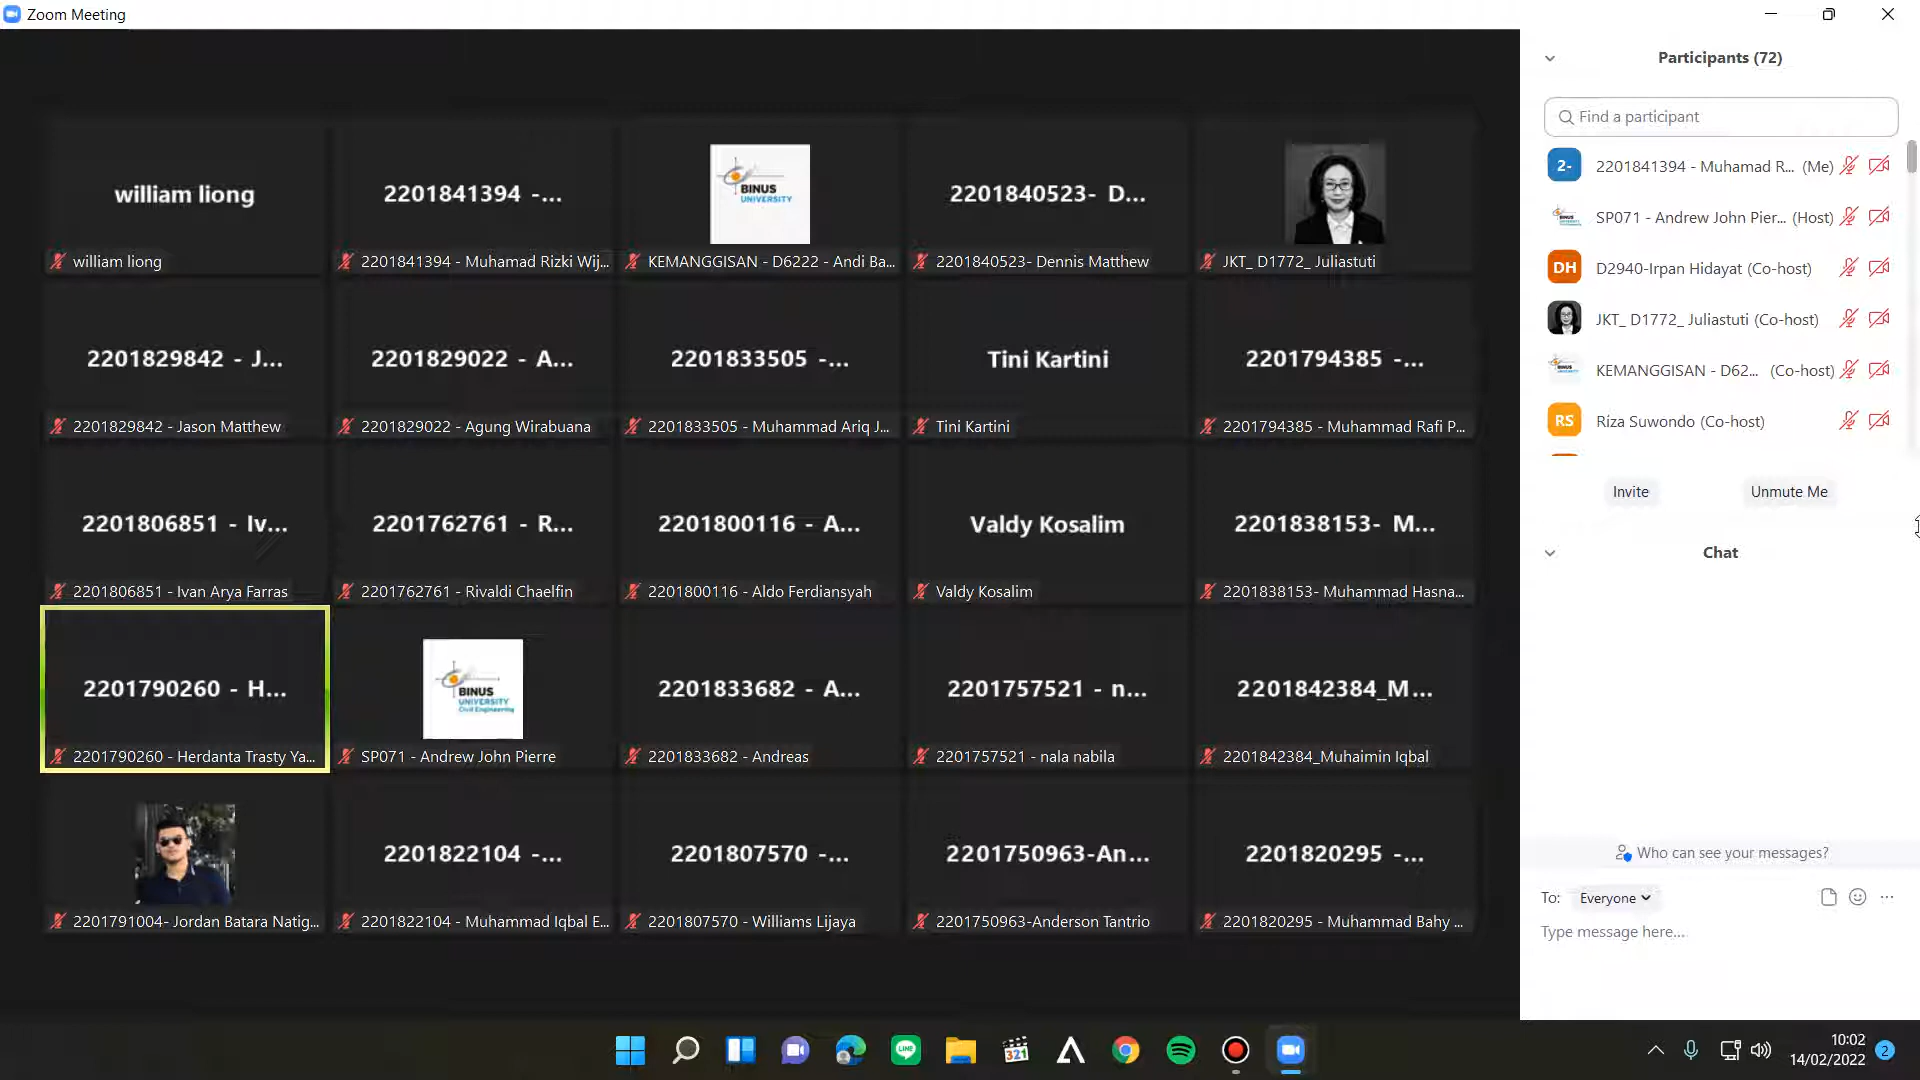 Zoom Meeting
william liong
2201841394 -...
BINUS
UNIVERSITY
2201840523- D...
william liong
2201841394 - Muhamad Rizki Wij...
KEMANGGISAN - D6222 - Andi Ba...
2201840523- Dennis Matthew
JKT_ D1772_ Juliastuti
2201829842 - J...
2201829022 - A...
2201833505 -...
Tini Kartini
2201794385 -...
2201829842 - Jason Matthew
2201829022 - Agung Wirabuana
2201833505 - Muhammad Ariq J...
Tini Kartini
2201794385 - Muhammad Rafi P...
2201806851 - Iv...
2201762761 - R...
2201800116 - A...
Valdy Kosalim
2201838153- M...
2201806851 - Ivan Arya Farras
2201762761 - Rivaldi Chaelfin
2201800116 - Aldo Ferdiansyah
Valdy Kosalim
2201838153- Muhammad Hasna...
2201790260 - H...
BINUS
UNIVERSITY
Civil Engineering
2201833682 - A...
2201757521 - n...
2201842384_M...
2201790260 - Herdanta Trasty Ya...
SP071 - Andrew John Pierre
2201833682 - Andreas
2201757521 - nala nabila
2201842384_Muhaimin Iqbal
2201822104 -...
2201807570 -...
2201750963-An...
2201820295 -...
2201791004- Jordan Batara Natig...
2201822104 - Muhammad Iqbal E...
2201807570 - Williams Lijaya
2201750963-Anderson Tantrio
2201820295 - Muhammad Bahy ...
Participants (72)
Find a participant
2-
2201841394 - Muhamad R... (Me)
SP071 - Andrew John Pier... (Host)
DH
D2940-Irpan Hidayat (Co-host)
JKT_ D1772_ Juliastuti (Co-host)
KEMANGGISAN - D62... (Co-host)
RS
Riza Suwondo (Co-host)
Invite
Unmute Me
Chat
Who can see your messages?
To: Everyone
Type message here...
LINE
321
10:02
14/02/2022
2